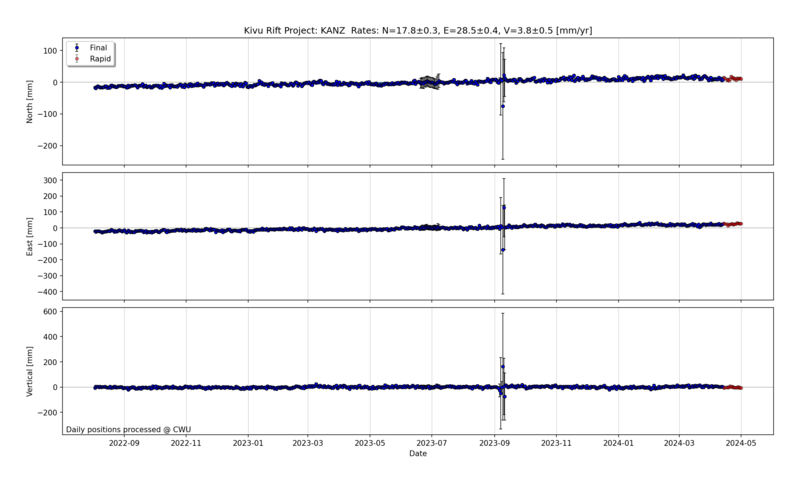 Kivu Rift Project: KANZ Rates: N=17.8±0.3, E=28.5±0.4, V=3.8±0.5 [mm/yr]
Final
Rapid
North [mm]
100
0
−100
−200
East [mm]
300
200
100
0
−100
−200
−300
−400
Vertical [mm]
600
400
200
0
−200
Daily positions processed @ CWU
2022-09 2022-11 2023-01 2023-03 2023-05 2023-07 2023-09 2023-11 2024-01 2024-03 2024-05
Date